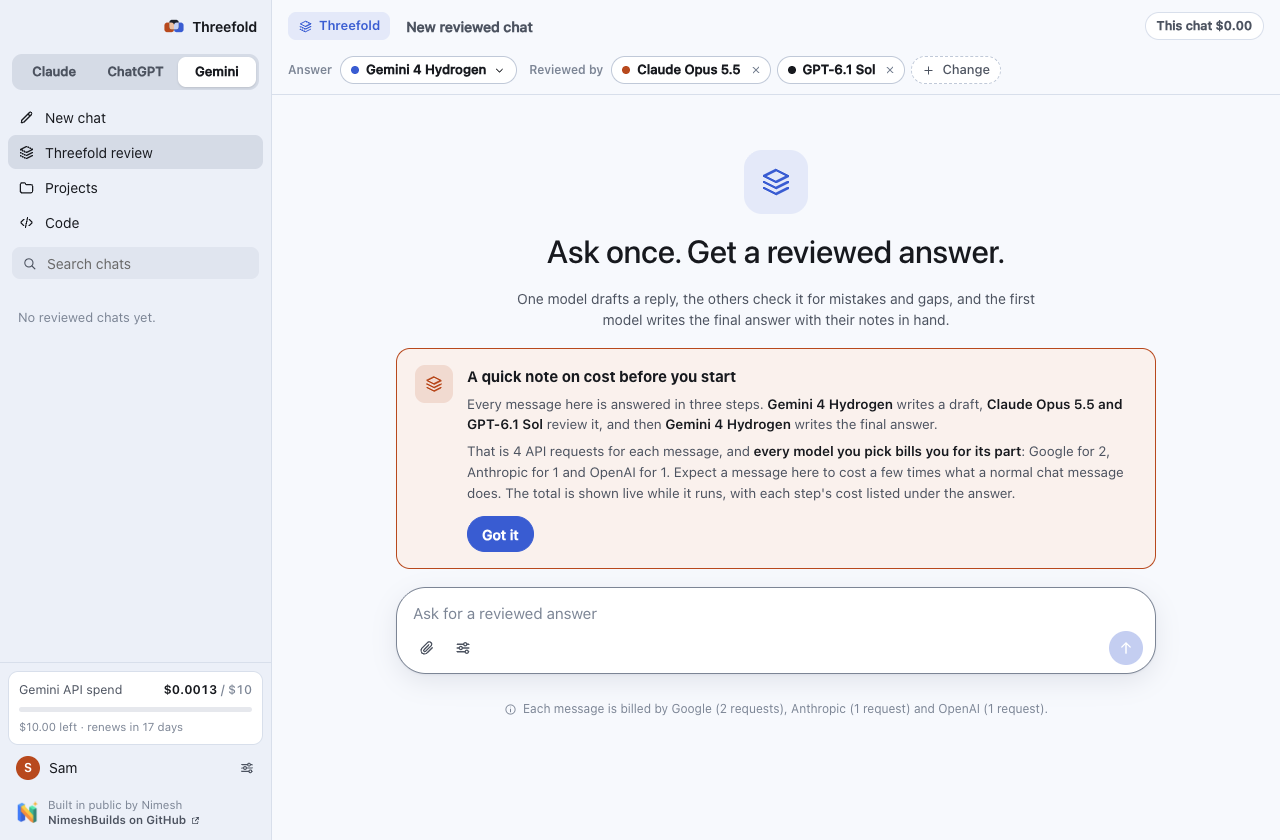 Threefold
Claude
ChatGPT
Gemini
New chat
Threefold review
Projects
Code
Search chats
No reviewed chats yet.
Gemini API spend
$0.0013 / $10
$10.00 left · renews in 17 days
S
Sam
Built in public by Nimesh
NimeshBuilds on GitHub
Threefold
New reviewed chat
This chat $0.00
Answer
Gemini 4 Hydrogen
Reviewed by
Claude Opus 5.5 ×
GPT-6.1 Sol ×
+ Change
Ask once. Get a reviewed answer.
One model drafts a reply, the others check it for mistakes and gaps, and the first
model writes the final answer with their notes in hand.
A quick note on cost before you start
Every message here is answered in three steps. Gemini 4 Hydrogen writes a draft, Claude Opus 5.5 and
GPT-6.1 Sol review it, and then Gemini 4 Hydrogen writes the final answer.
That is 4 API requests for each message, and every model you pick bills you for its part: Google for 2,
Anthropic for 1 and OpenAI for 1. Expect a message here to cost a few times what a normal chat message
does. The total is shown live while it runs, with each step's cost listed under the answer.
Got it
Ask for a reviewed answer
Each message is billed by Google (2 requests), Anthropic (1 request) and OpenAI (1 request).